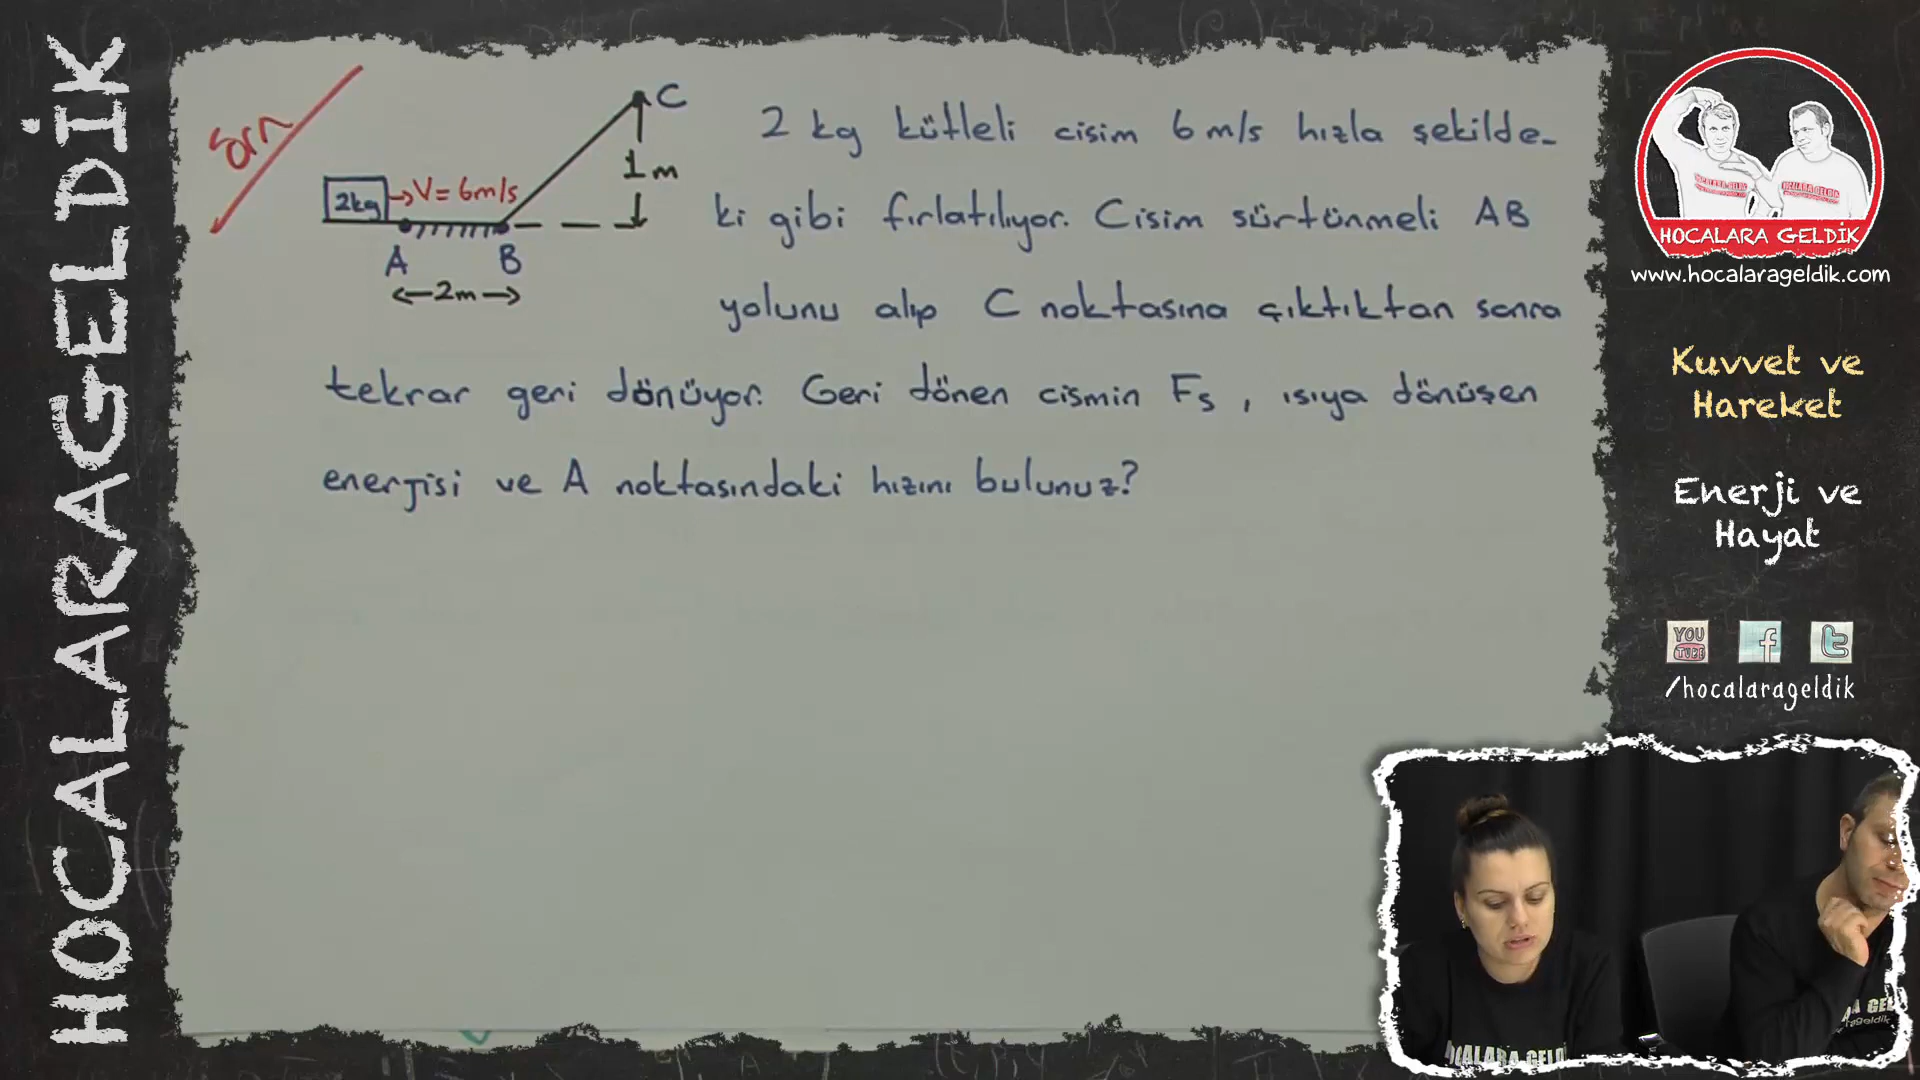 HOCALARAGELDİK
örn
C
1m
2kg
V = 6m/s
A
B
2m
2 kg kütleli cisim 6 m/s hızla şekilde-
ki gibi fırlatılıyor. Cisim sürtünmeli AB
yolunu alıp C noktasına çıktıktan sonra
tekrar geri dönüyor. Geri dönen cismin Fs, ısıya dönüşen
energisi ve A noktasındaki hızını bulunuz?
HOCALARA GELDİK
www.hocalarageldik.com
Kuvvet ve
Hareket
Enerji ve
Hayat
YOU
TUBE
f
t
/hocalarageldik